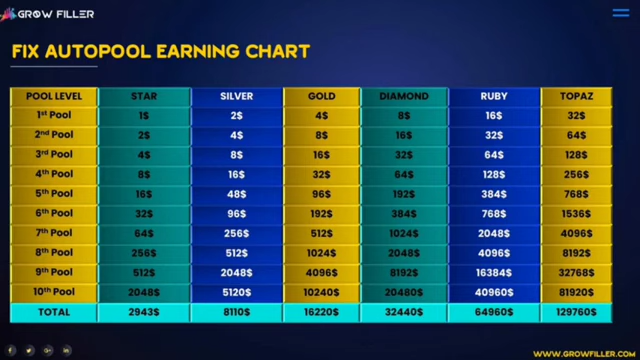 GROW FILLER
FIX AUTOPOOL EARNING CHART
POOL LEVEL STAR SILVER GOLD DIAMOND RUBY TOPAZ
1st Pool 1$ 2$ 4$ 8$ 16$ 32$
2nd Pool 2$ 4$ 8$ 16$ 32$ 64$
3rd Pool 4$ 8$ 16$ 32$ 64$ 128$
4th Pool 8$ 16$ 32$ 64$ 128$ 256$
5th Pool 16$ 48$ 96$ 192$ 384$ 768$
6th Pool 32$ 96$ 192$ 384$ 768$ 1536$
7th Pool 64$ 256$ 512$ 1024$ 2048$ 4096$
8th Pool 256$ 512$ 1024$ 2048$ 4096$ 8192$
9th Pool 512$ 2048$ 4096$ 8192$ 16384$ 32768$
10th Pool 2048$ 5120$ 10240$ 20480$ 40960$ 81920$
TOTAL 2943$ 8110$ 16220$ 32440$ 64960$ 129760$
WWW.GROWFILLER.COM